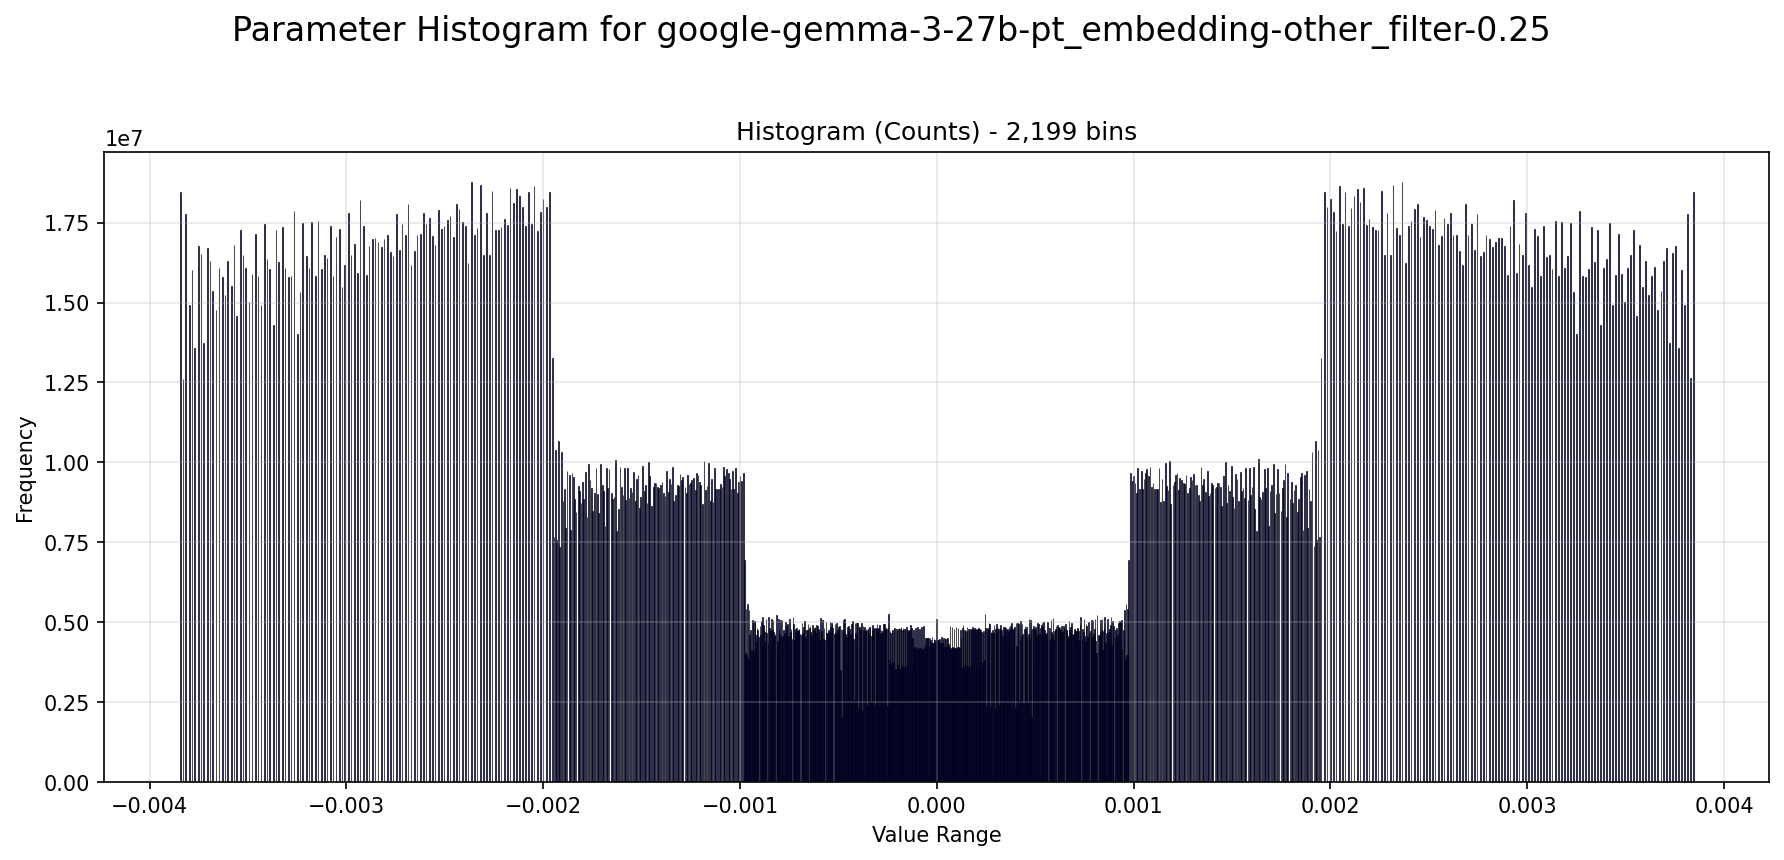 Parameter Histogram for google-gemma-3-27b-pt_embedding-other_filter-0.25
Histogram (Counts) - 2,199 bins
1e7
1.75
1.50
1.25
1.00
0.75
0.50
0.25
0.00
Frequency
−0.004 −0.003 −0.002 −0.001 0.000 0.001 0.002 0.003 0.004
Value Range